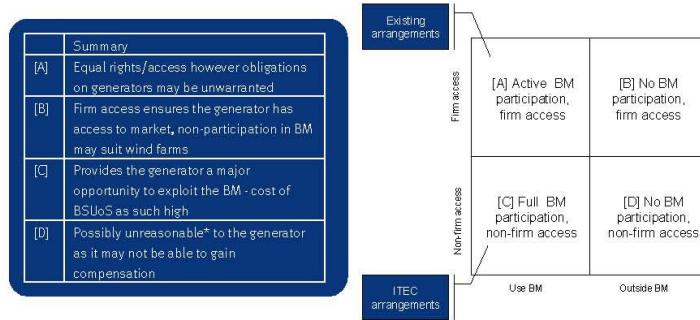 Summary
[A] Equal rights/access however obligations
on generators may be unwarranted
[B] Firm access ensures the generator has
access to market, non-participation in BM
may suit wind farms
[C] Provides the generator a major
opportunity to exploit the BM - cost of
BSUoS as such high
[D] Possibly unreasonable* to the generator
as it may not be able to gain
compensation
Existing
arrangements
Firm access
[A] Active BM
participation,
firm access
[B] No BM
participation,
firm access
Non-firm access
[C] Full BM
participation,
non-firm access
[D] No BM
participation,
non-firm access
ITEC
arrangements
Use BM
Outside BM